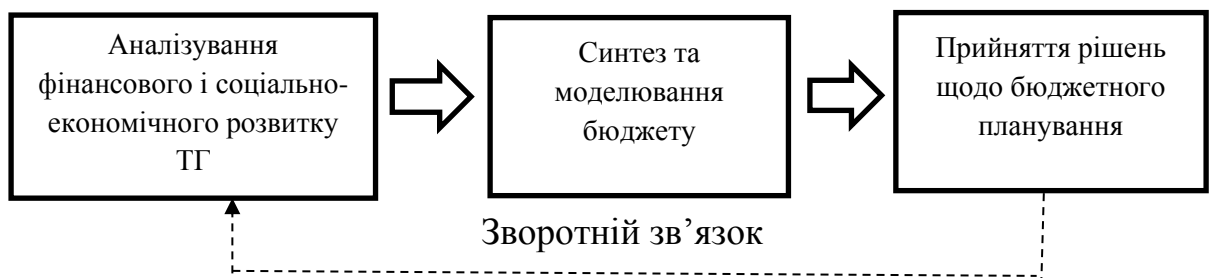 Аналізування
фінансового і соціально-
економічного розвитку
ТГ
Синтез та
моделювання
бюджету
Прийняття рішень
щодо бюджетного
планування
Зворотній зв’язок